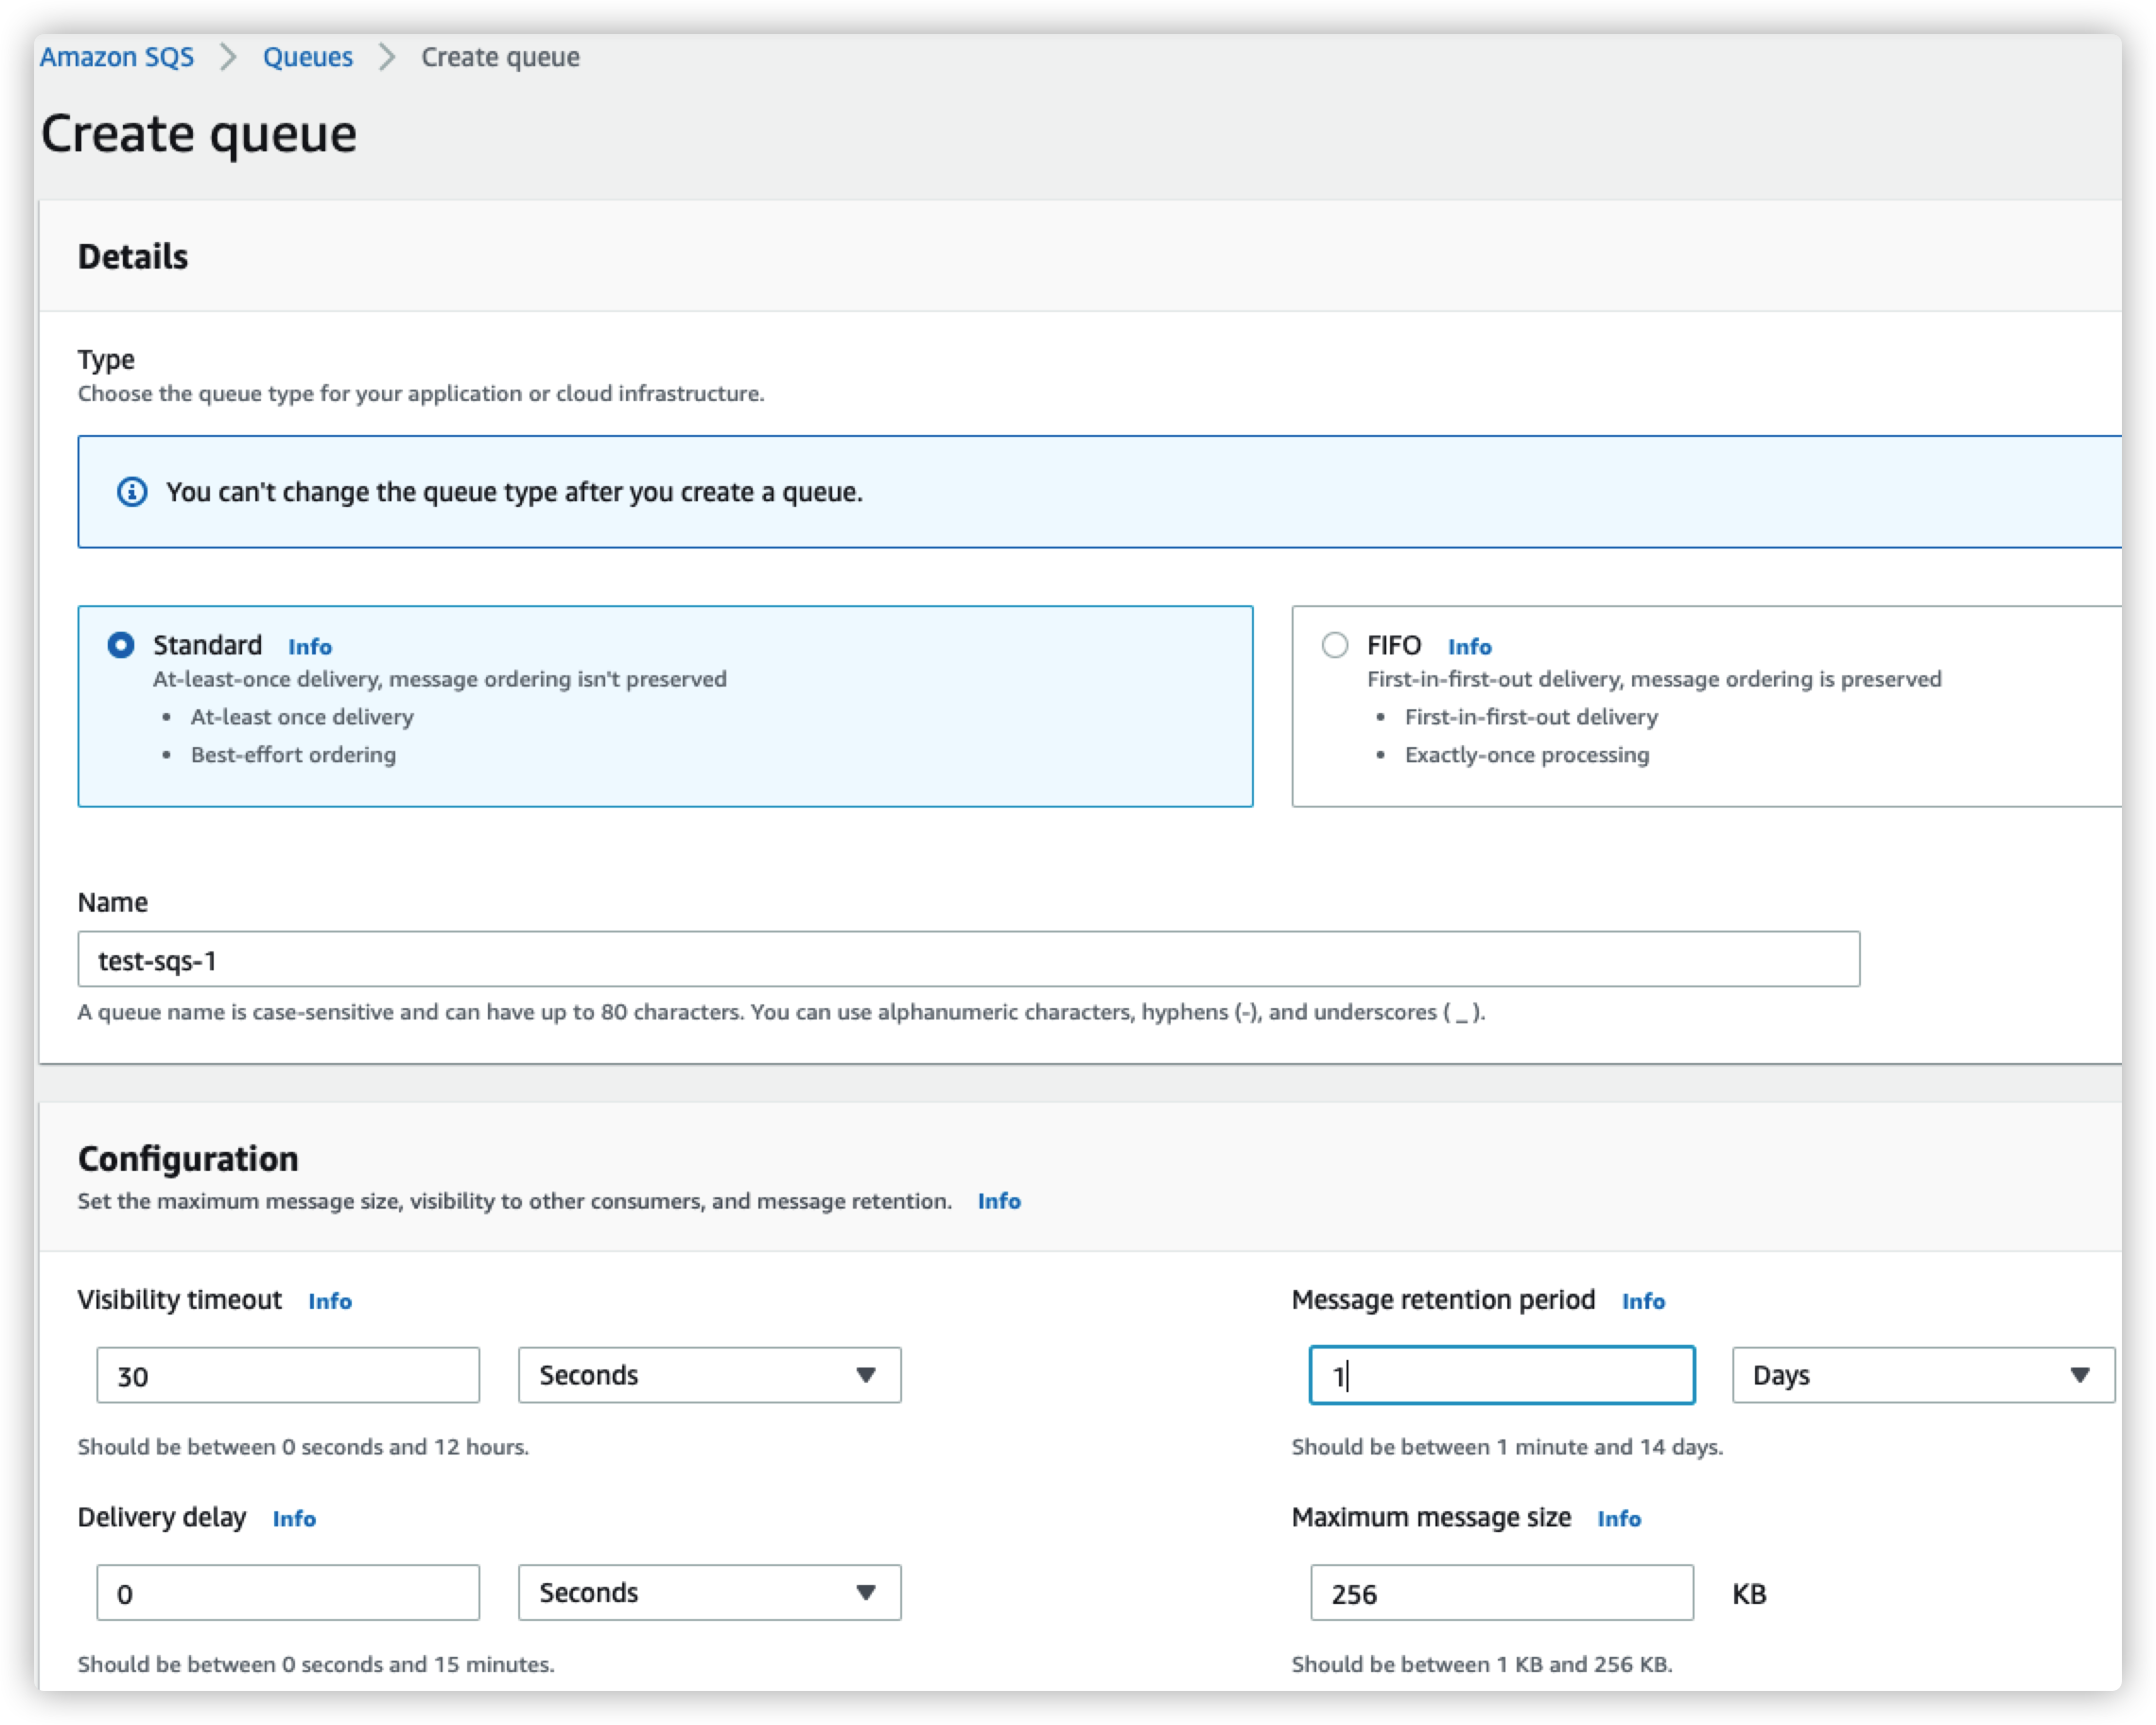 Amazon SQS > Queues > Create queue
Create queue
Details
Type
Choose the queue type for your application or cloud infrastructure.
You can't change the queue type after you create a queue.
Standard Info
At-least-once delivery, message ordering isn't preserved
• At-least once delivery
• Best-effort ordering
FIFO Info
First-in-first-out delivery, message ordering is preserved
• First-in-first-out delivery
• Exactly-once processing
Name
test-sqs-1
A queue name is case-sensitive and can have up to 80 characters. You can use alphanumeric characters, hyphens (-), and underscores ( _ ).
Configuration
Set the maximum message size, visibility to other consumers, and message retention. Info
Visibility timeout Info
30 Seconds
Should be between 0 seconds and 12 hours.
Message retention period Info
1 Days
Should be between 1 minute and 14 days.
Delivery delay Info
0 Seconds
Should be between 0 seconds and 15 minutes.
Maximum message size Info
256 KB
Should be between 1 KB and 256 KB.